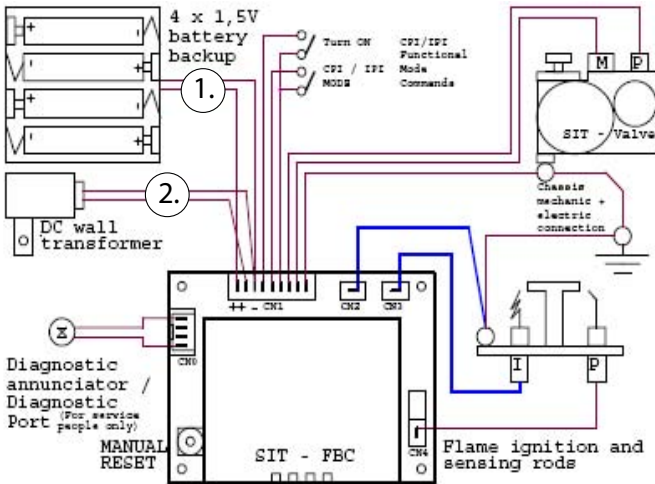 4 x 1,5V
battery
backup
+ -
- +
+ -
- +
1.
Turn ON
CPI / IPI
MODE
CPI/IPI
Functional
Mode
Commands
M P
SIT - Valve
Chassis
mechanic +
electric
connection
2.
DC wall
transformer
++ - CN1
CN2
CN3
CN0
Diagnostic
annunciator /
Diagnostic
Port (For service
people only)
MANUAL
RESET
SIT - FBC
CN4
I P
Flame ignition and
sensing rods